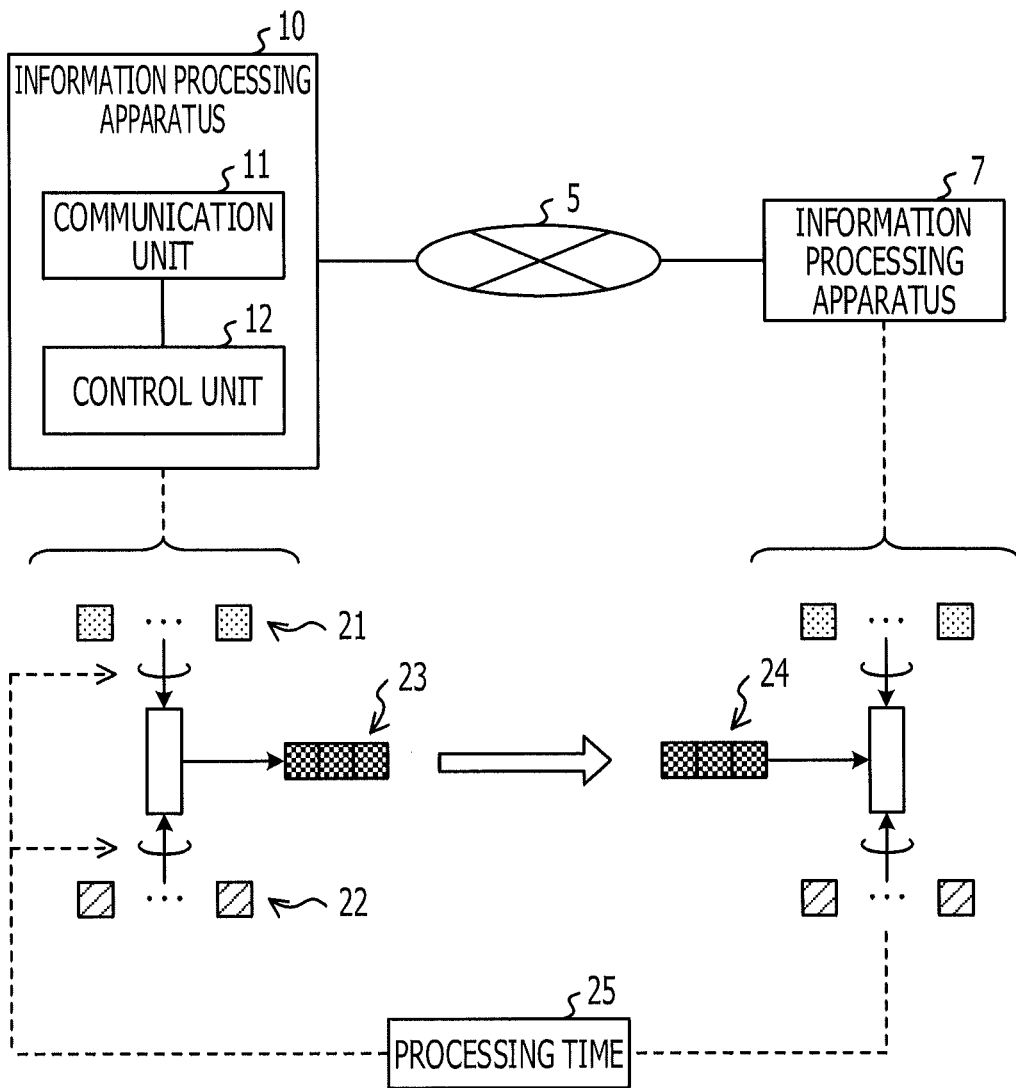 10
INFORMATION PROCESSING
APPARATUS
11
COMMUNICATION
UNIT
12
CONTROL UNIT
5
7
INFORMATION
PROCESSING
APPARATUS
... ...
21
23
24
... ...
22
25
PROCESSING TIME